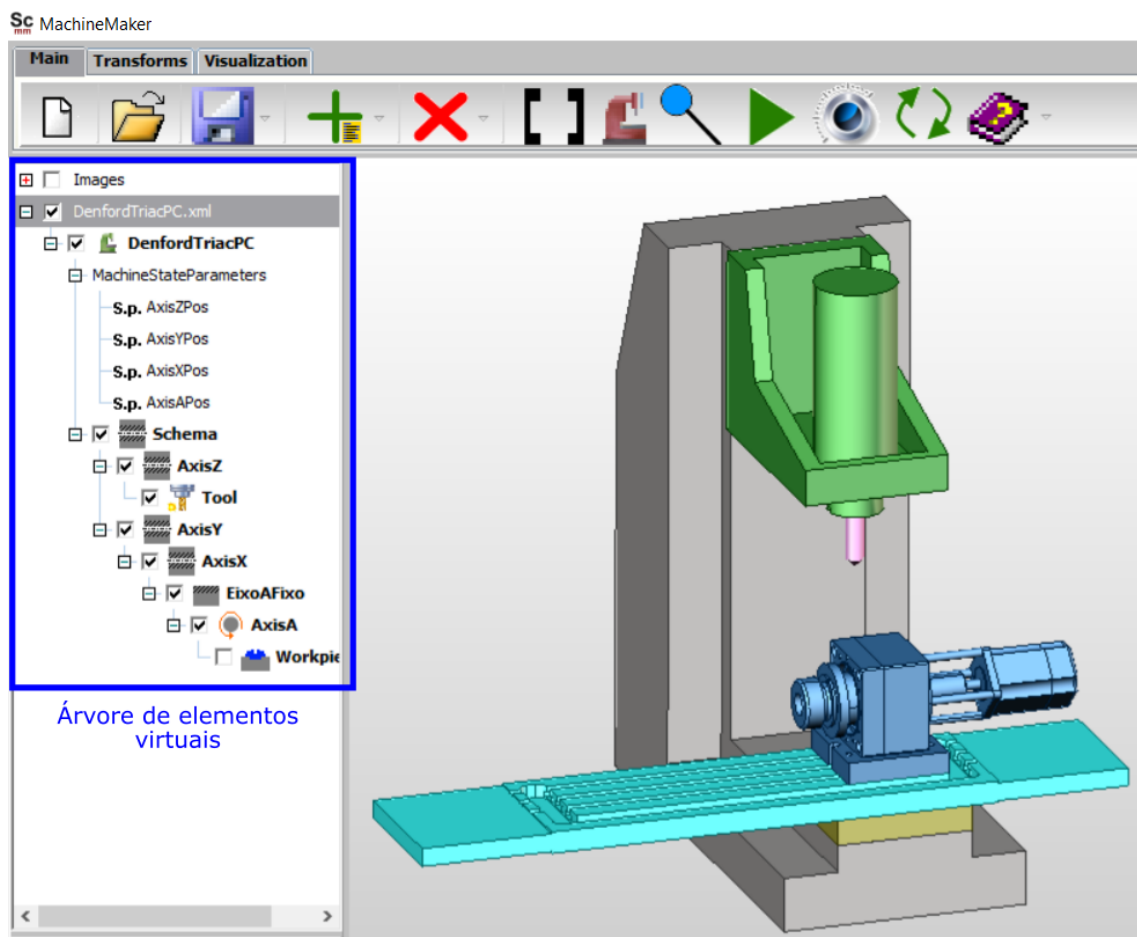 Sc
mm MachineMaker
Main Transforms Visualization
Images
DenfordTriacPC.xml
DenfordTriacPC
MachineStateParameters
S.p. AxisZPos
S.p. AxisYPos
S.p. AxisXPos
S.p. AxisAPos
Schema
AxisZ
Tool
AxisY
AxisX
EixoAFixo
AxisA
Workpie
Árvore de elementos
virtuais